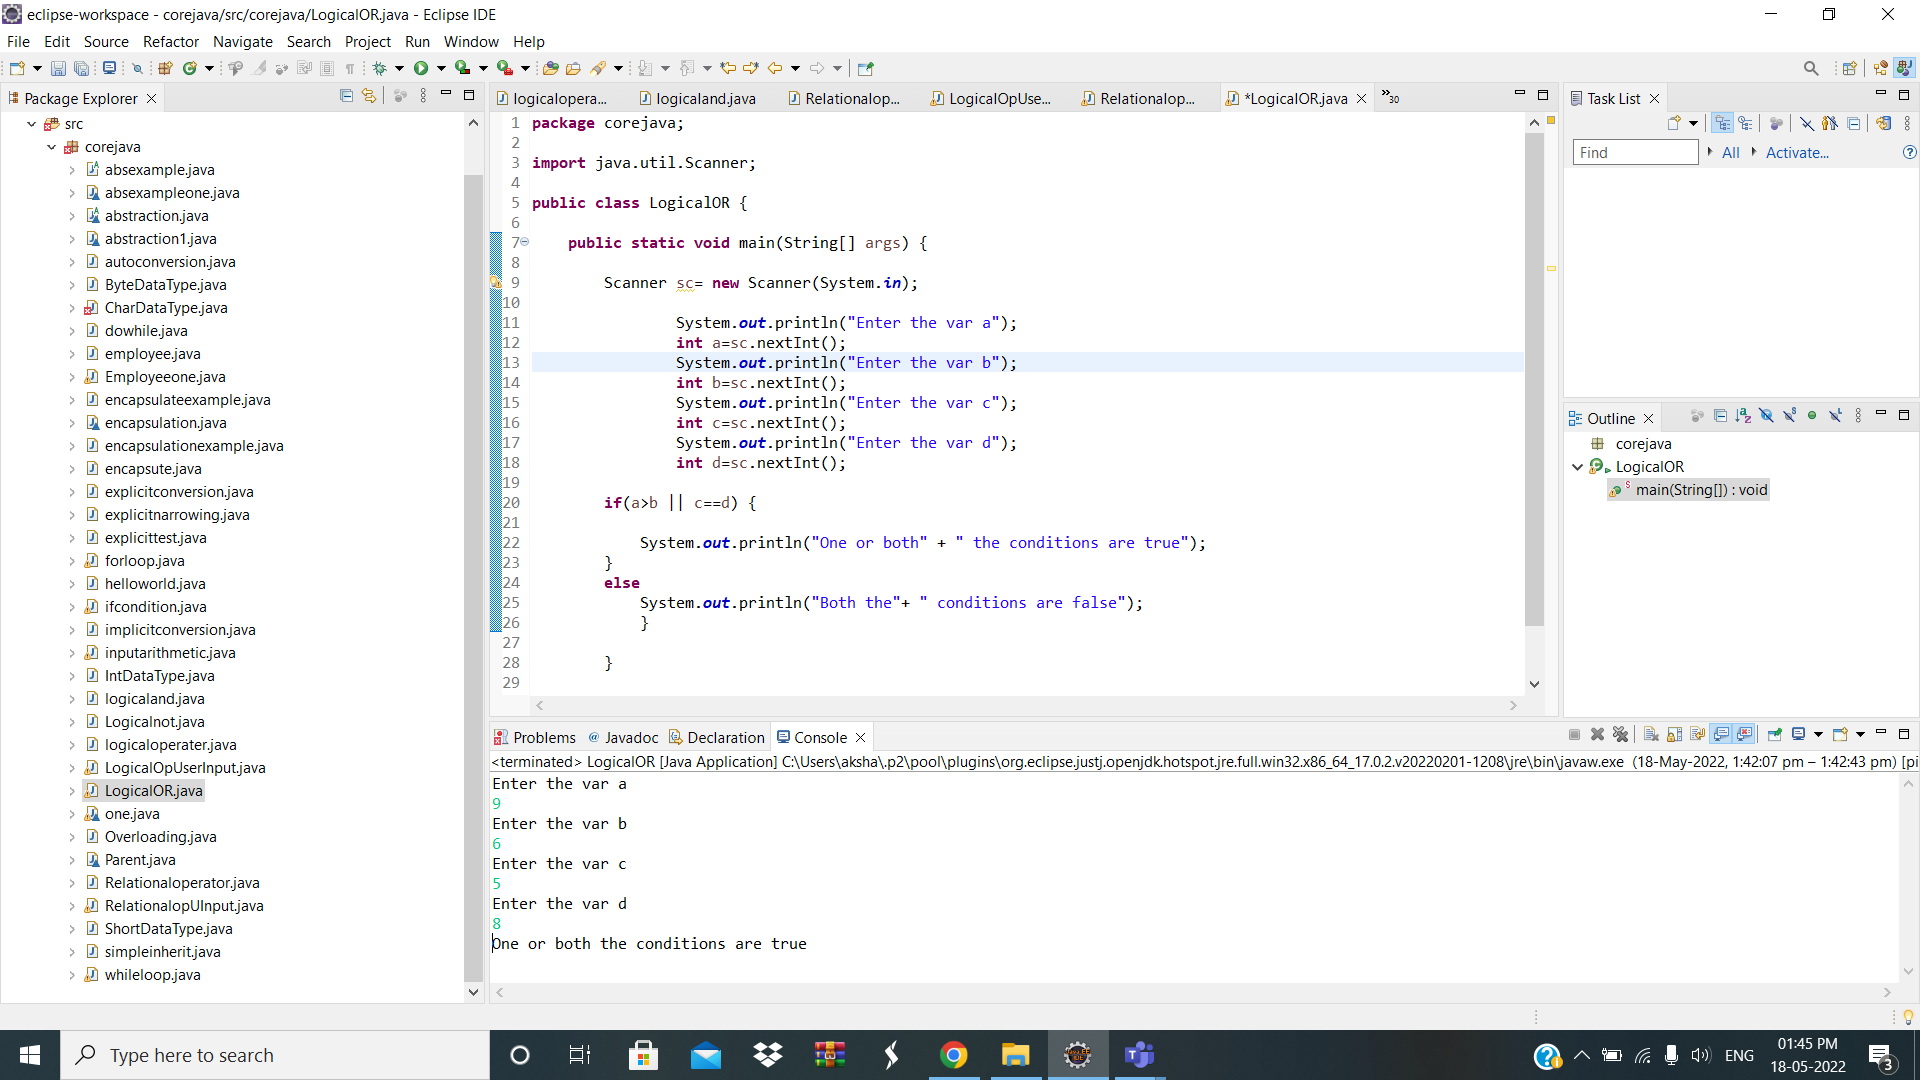 eclipse-workspace - corejava/src/corejava/LogicalOR.java - Eclipse IDE
File Edit Source Refactor Navigate Search Project Run Window Help
Package Explorer
src
corejava
absexample.java
absexampleone.java
abstraction.java
abstraction1.java
autoconversion.java
ByteDataType.java
CharDataType.java
dowhile.java
employee.java
Employeeone.java
encapsulateexample.java
encapsulation.java
encapsulationexample.java
encapsute.java
explicitconversion.java
explicitnarrowing.java
explicittest.java
forloop.java
helloworld.java
ifcondition.java
implicitconversion.java
inputarithmetic.java
IntDataType.java
logicaland.java
Logicalnot.java
logicaloperater.java
LogicalOpUserInput.java
LogicalOR.java
one.java
Overloading.java
Parent.java
Relationaloperator.java
RelationalopUInput.java
ShortDataType.java
simpleinherit.java
whileloop.java
logicalopera... logicaland.java Relationalop... LogicalOpUse... Relationalop... *LogicalOR.java »30
1 package corejava;
2
3 import java.util.Scanner;
4
5 public class LogicalOR {
6
7 public static void main(String[] args) {
8
9 Scanner sc= new Scanner(System.in);
10
11 System.out.println("Enter the var a");
12 int a=sc.nextInt();
13 System.out.println("Enter the var b");
14 int b=sc.nextInt();
15 System.out.println("Enter the var c");
16 int c=sc.nextInt();
17 System.out.println("Enter the var d");
18 int d=sc.nextInt();
19
20 if(a>b || c==d) {
21
22 System.out.println("One or both" + " the conditions are true");
23 }
24 else
25 System.out.println("Both the"+ " conditions are false");
26 }
27
28 }
29
Task List
Find All Activate...
Outline
corejava
LogicalOR
main(String[]) : void
Problems Javadoc Declaration Console
<terminated> LogicalOR [Java Application] C:\Users\aksha\.p2\pool\plugins\org.eclipse.justj.openjdk.hotspot.jre.full.win32.x86_64_17.0.2.v20220201-1208\jre\bin\javaw.exe (18-May-2022, 1:42:07 pm – 1:42:43 pm) [pi
Enter the var a
9
Enter the var b
6
Enter the var c
5
Enter the var d
8
One or both the conditions are true
Type here to search
ENG
01:45 PM
18-05-2022
3